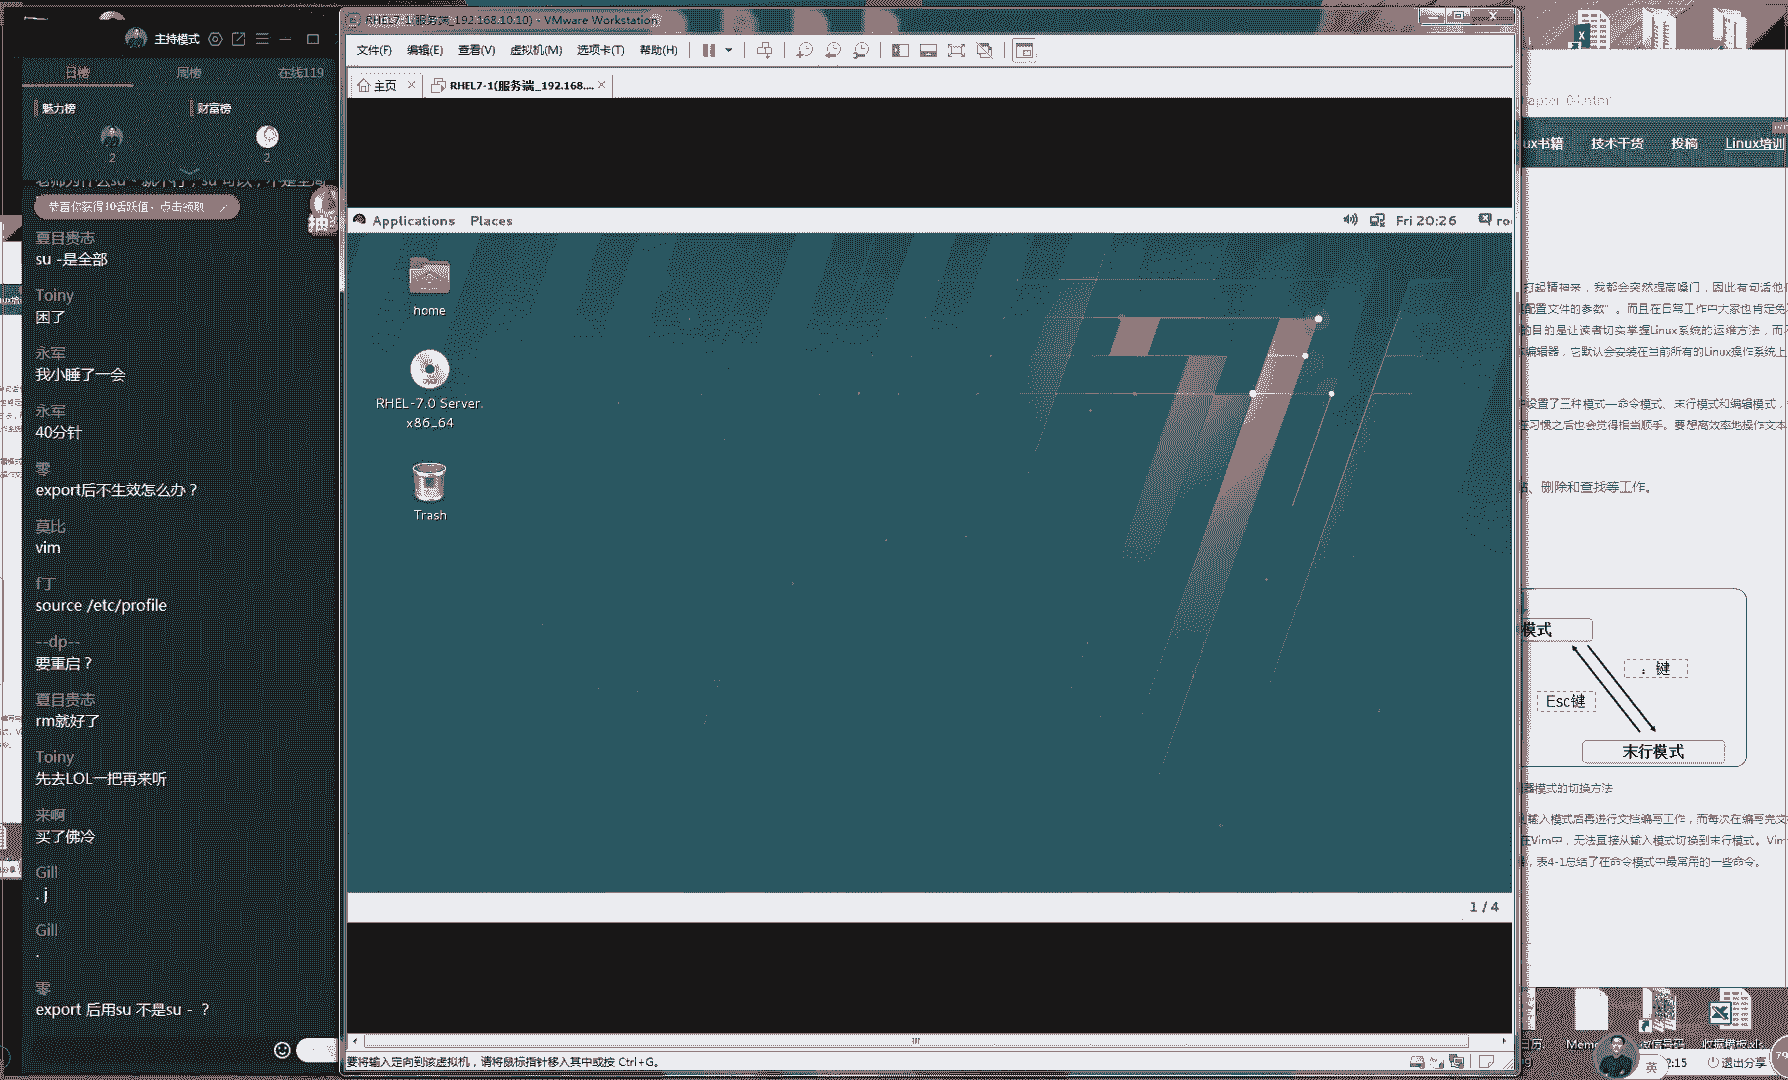 主持模式
日榜
周榜
在线119
魅力榜
财富榜
2
2
老师为什么su - 就不行，su 可以，不是全局
恭喜你获得10活跃值，点击领取
抽
夏目贵志
su -是全部
Toiny
困了
永军
我小睡了一会
永军
40分针
零
export后不生效怎么办？
莫比
vim
f丁
source /etc/profile
--dp--
要重启？
夏目贵志
rm就好了
Toiny
先去LOL一把再来听
来啊
买了佛冷
Gill
. j
Gill
.
零
export 后用su 不是su - ？
RHEL7-1(服务端_192.168.10.10) - VMware Workstation
文件(F) 编辑(E) 查看(V) 虚拟机(M) 选项卡(T) 帮助(H)
主页
RHEL7-1(服务端_192.168....
Applications Places
Fri 20:26
ro
home
RHEL-7.0 Server.
x86_64
Trash
1 / 4
要将输入定向到该虚拟机，请将鼠标指针移入其中或按 Ctrl+G。
ux书籍 技术干货 投稿 Linux培训
打起精神来，我都会突然提高嗓门，因此有句话他
配置文件的参数”。而且在日常工作中大家也肯定免
的目的是让读者切实掌握Linux系统的运维方法，而
编辑器，它默认会安装在当前所有的Linux操作系统上
设置了三种模式—命令模式、末行模式和编辑模式，
在习惯之后也会觉得相当顺手。要想高效率地操作文本
、删除和查找等工作。
模式
：键
Esc键
末行模式
器模式的切换方法
输入模式后再进行文档编写工作，而每次在编写完文
在Vim中，无法直接从输入模式切换到末行模式。Vim
，表4-1总结了在命令模式中最常用的一些命令。
日历
Mem
微信号码
收据模板.xls
英
2:15
退出分享
79